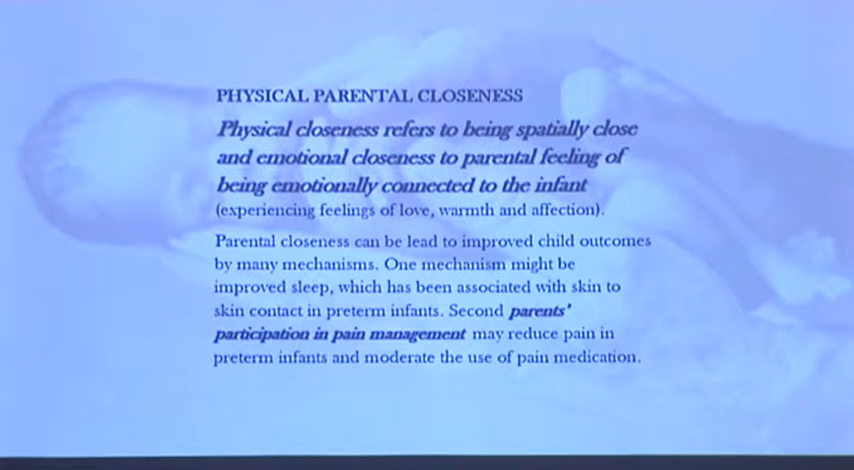 PHYSICAL PARENTAL CLOSENESS
Physical closeness refers to being spatially close
and emotional closeness to parental feeling of
being emotionally connected to the infant
(experiencing feelings of love, warmth and affection).
Parental closeness can be lead to improved child outcomes
by many mechanisms. One mechanism might be
improved sleep, which has been associated with skin to
skin contact in preterm infants. Second parents'
participation in pain management may reduce pain in
preterm infants and moderate the use of pain medication.